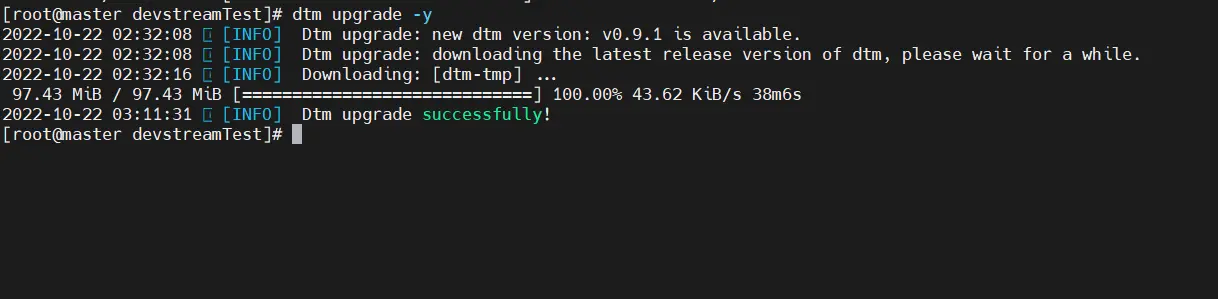 [root@master devstreamTest]# dtm upgrade -y
2022-10-22 02:32:08 [INFO] Dtm upgrade: new dtm version: v0.9.1 is available.
2022-10-22 02:32:08 [INFO] Dtm upgrade: downloading the latest release version of dtm, please wait for a while.
2022-10-22 02:32:16 [INFO] Downloading: [dtm-tmp] ...
97.43 MiB / 97.43 MiB [=============================] 100.00% 43.62 KiB/s 38m6s
2022-10-22 03:11:31 [INFO] Dtm upgrade successfully!
[root@master devstreamTest]#